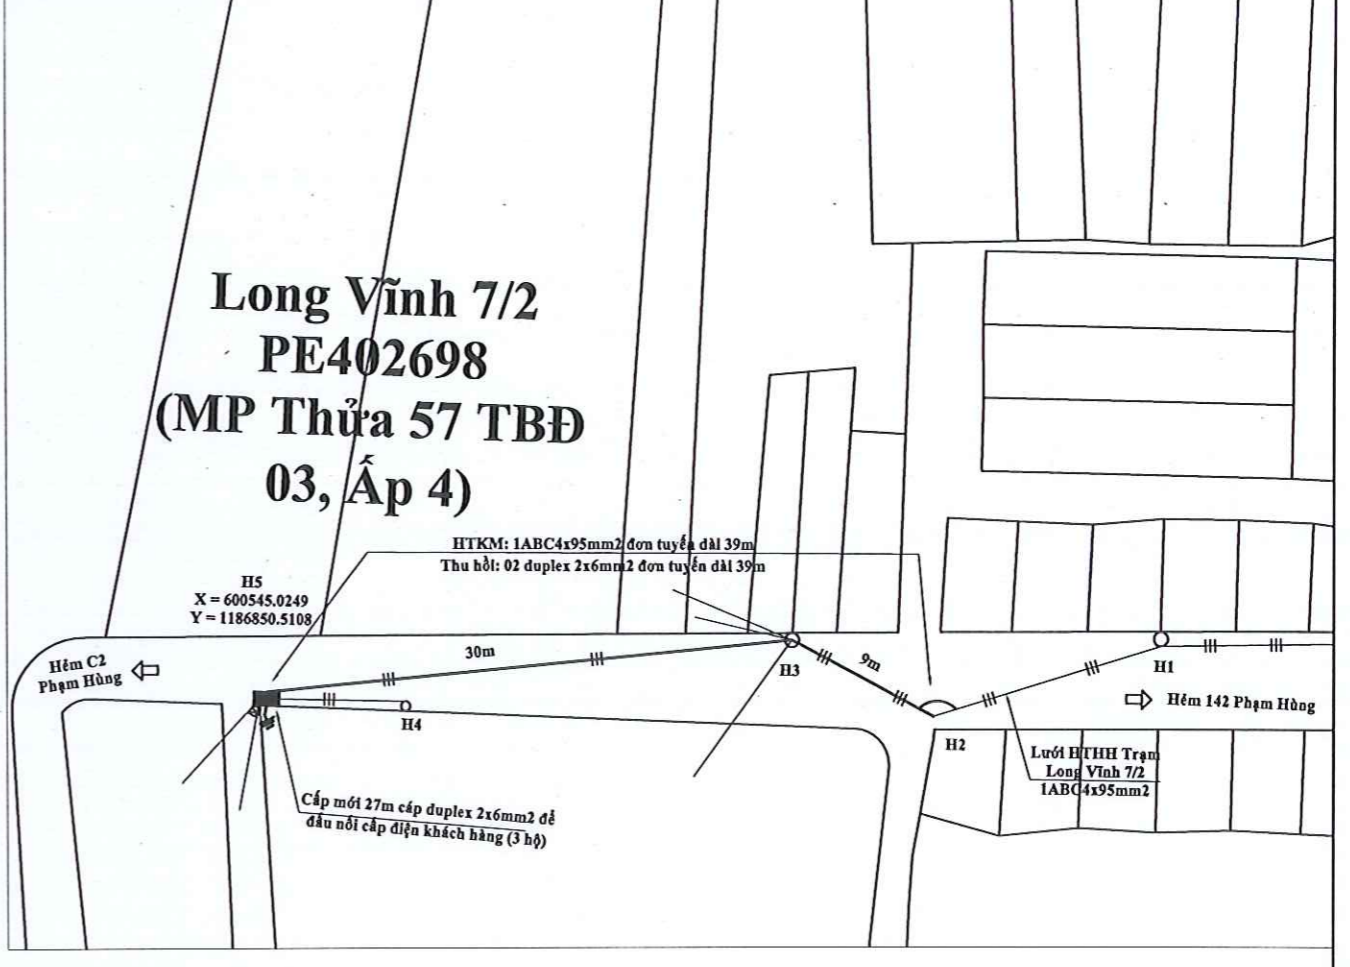 Long Vĩnh 7/2
PE402698
(MP Thửa 57 TBĐ
03, Ấp 4)
HTKM: 1ABC4x95mm2 đơn tuyến dài 39m
Thu hồi: 02 duplex 2x6mm2 đơn tuyến dài 39m
H5
X = 600545.0249
Y = 1186850.5108
Hẻm C2
Phạm Hùng
30m
H3
9m
H1
Hẻm 142 Phạm Hùng
H4
H2
Lưới HTHH Trạm
Long Vĩnh 7/2
1ABC4x95mm2
Cấp mới 27m cáp duplex 2x6mm2 để
đấu nối cấp điện khách hàng (3 hộ)